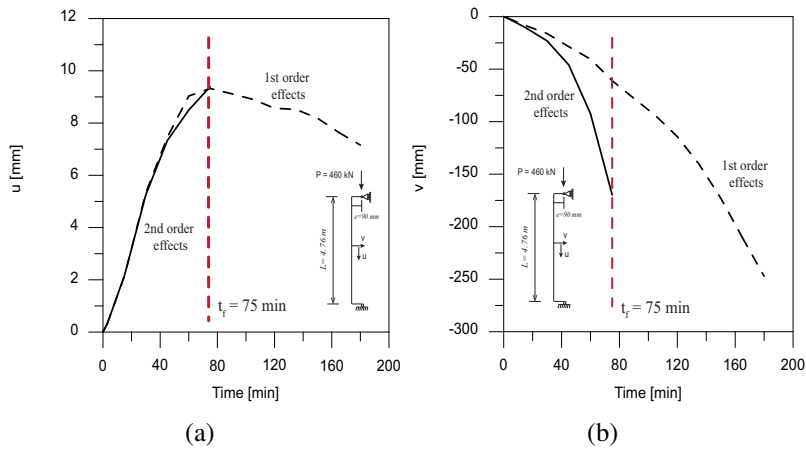 12
10
8
6
4
2
0
u [mm]
0
40
80
120
160
200
Time [min]
1st order
effects
2nd order
effects
P = 460 kN
e=90 mm
L= 4.76 m
v
u
t_f = 75 min
(a)
0
-50
-100
-150
-200
-250
-300
v [mm]
0
40
80
120
160
200
Time [min]
2nd order
effects
1st order
effects
P = 460 kN
e=90 mm
L= 4.76 m
v
u
t_f = 75 min
(b)